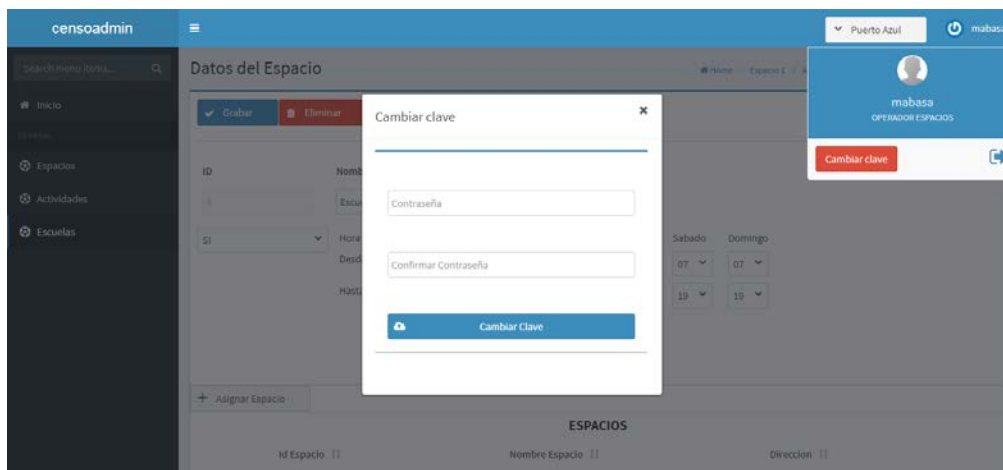 censoadmin
Puerto Azul
mabasa
Search menu items...
Datos del Espacio
Home
Espacio E
mabasa
OPERADOR ESPACIOS
Inicio
Grabar
Eliminar
Cambiar clave
Cambiar clave
Espacios
ID
Actividades
Contraseña
Escuelas
SI
Sabado Domingo
07 07
Confirmar Contraseña
19 19
Cambiar Clave
Asignar Espacio
ESPACIOS
Id Espacio
Nombre Espacio
Direccion